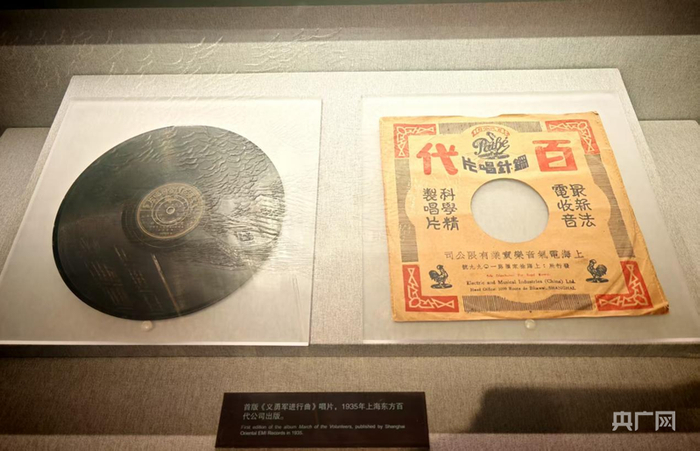 百代
Pathé
鋼針唱片
最新法
電收音
科學精
製唱片
上海電氣音樂實業有限公司
Electric and Musical Industries (China) Ltd.
首版《义勇军进行曲》唱片,1935年上海东方百
代公司出版。
First edition of the album March of the Volunteers, published by Shanghai
Oriental EMI Records in 1935.
央广网